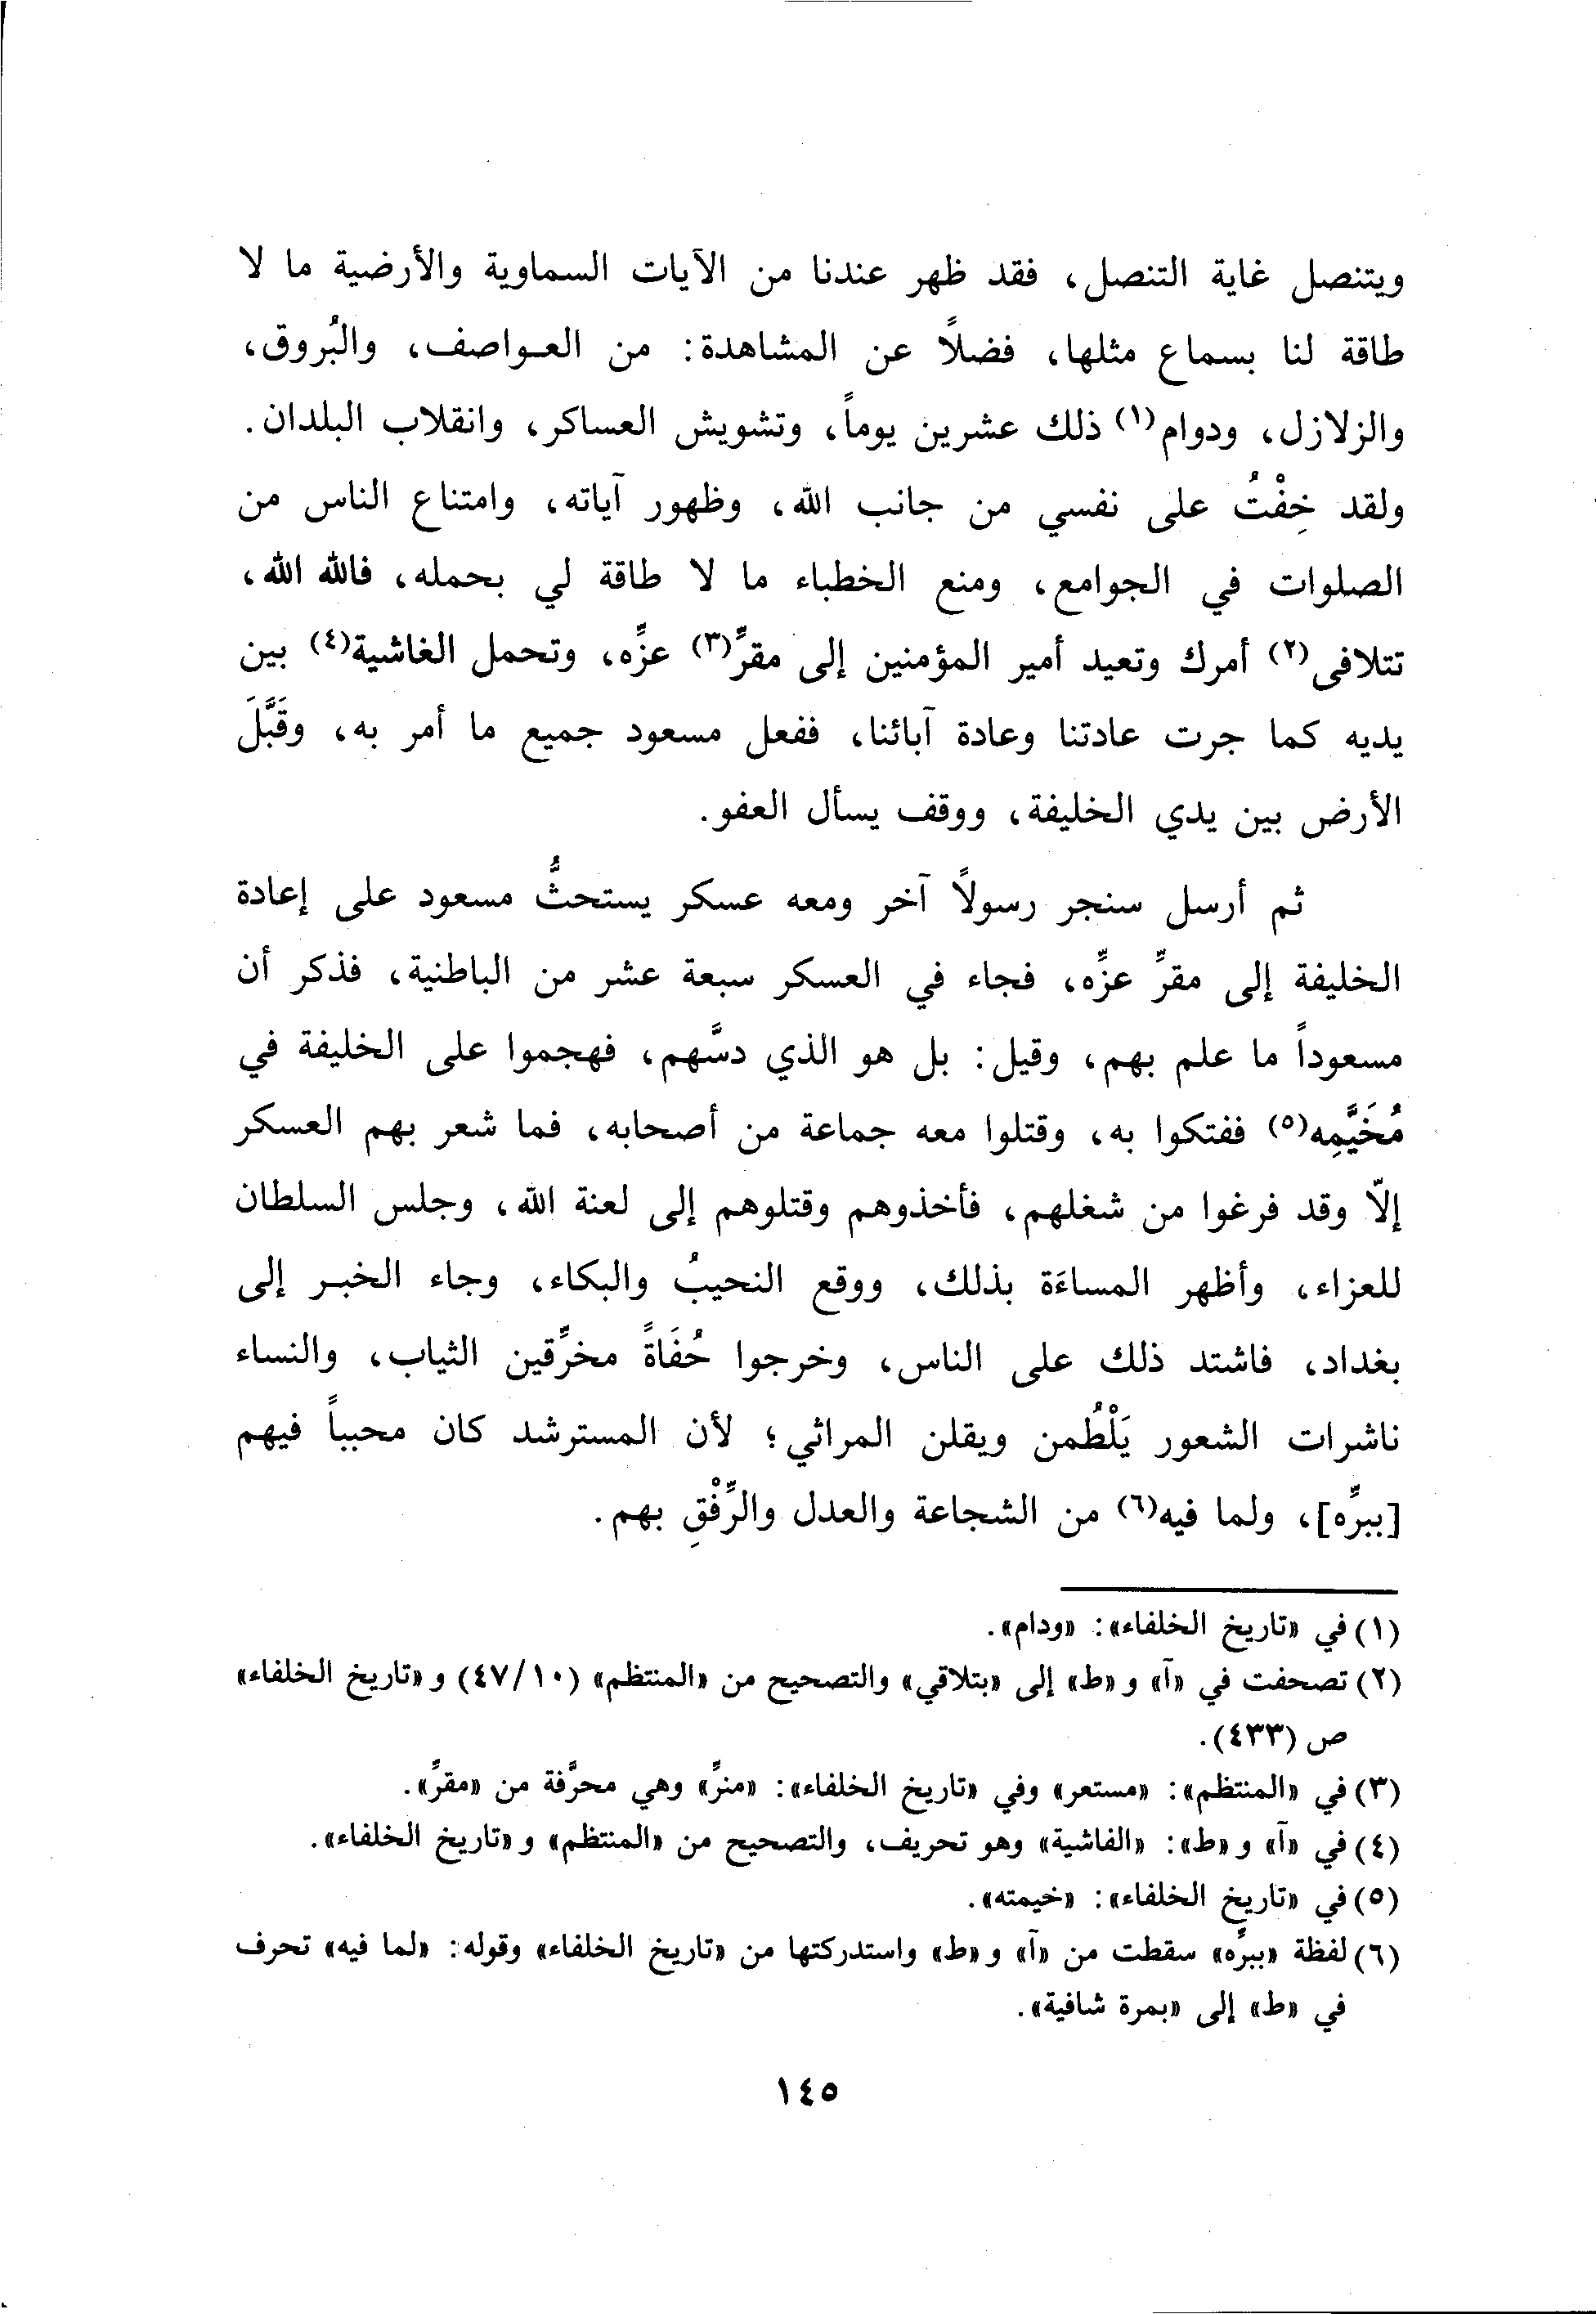 ويتنصل غاية التنصل، فقد ظهر عندنا من الآيات السماوية والأرضية ما لا
طاقة لنا بسماع مثلها، فضلاً عن المشاهدة: من العواصف، والبُروق،
والزلازل، ودوام(١) ذلك عشرين يوماً، وتشويش العساكر، وانقلاب البلدان.
ولقد خِفْتُ على نفسي من جانب الله، وظهور آياته، وامتناع الناس من
الصلوات في الجوامع، ومنع الخطباء ما لا طاقة لي بحمله، فالله الله،
تتلافى(٢) أمرك وتعيد أمير المؤمنين إلى مقرِّ(٣) عزِّه، وتحمل الغاشية(٤) بين
يديه كما جرت عادتنا وعادة آبائنا، ففعل مسعود جميع ما أمر به، وقَبَّلَ
الأرض بين يدي الخليفة، ووقف يسأل العفو.
ثم أرسل سنجر رسولاً آخر ومعه عسكر يستحثُّ مسعود على إعادة
الخليفة إلى مقرِّ عزِّه، فجاء في العسكر سبعة عشر من الباطنية، فذكر أن
مسعوداً ما علم بهم، وقيل: بل هو الذي دسَّهم، فهجموا على الخليفة في
مُخَيَّمِه(٥) ففتكوا به، وقتلوا معه جماعة من أصحابه، فما شعر بهم العسكر
إلّا وقد فرغوا من شغلهم، فأخذوهم وقتلوهم إلى لعنة الله، وجلس السلطان
للعزاء، وأظهر المساءَة بذلك، ووقع النحيبُ والبكاء، وجاء الخبر إلى
بغداد، فاشتد ذلك على الناس، وخرجوا حُفَاةً مخرِّقين الثياب، والنساء
ناشرات الشعور يَلْطُمن ويقلن المراثي؛ لأن المسترشد كان محبباً فيهم
[ببرِّه]، ولما فيه(٦) من الشجاعة والعدل والرِّفْقِ بهم.
(١) في «تاريخ الخلفاء»: «ودام».
(٢) تصحفت في «آ» و «ط» إلى «بتلاقي» والتصحيح من «المنتظم» (٤٧/١٠) و «تاريخ الخلفاء»
ص (٤٣٣).
(٣) في «المنتظم»: «مستعر» وفي «تاريخ الخلفاء»: «منرِّ» وهي محرَّفة من «مقرِّ».
(٤) في «آ» و «ط»: «الفاشية» وهو تحريف، والتصحيح من «المنتظم» و «تاريخ الخلفاء».
(٥) في «تاريخ الخلفاء»: «خيمته».
(٦) لفظة «ببرِّه» سقطت من «آ» و «ط» واستدركتها من «تاريخ الخلفاء» وقوله: «لما فيه» تحرف
في «ط» إلى «بمرة شافية».
١٤٥